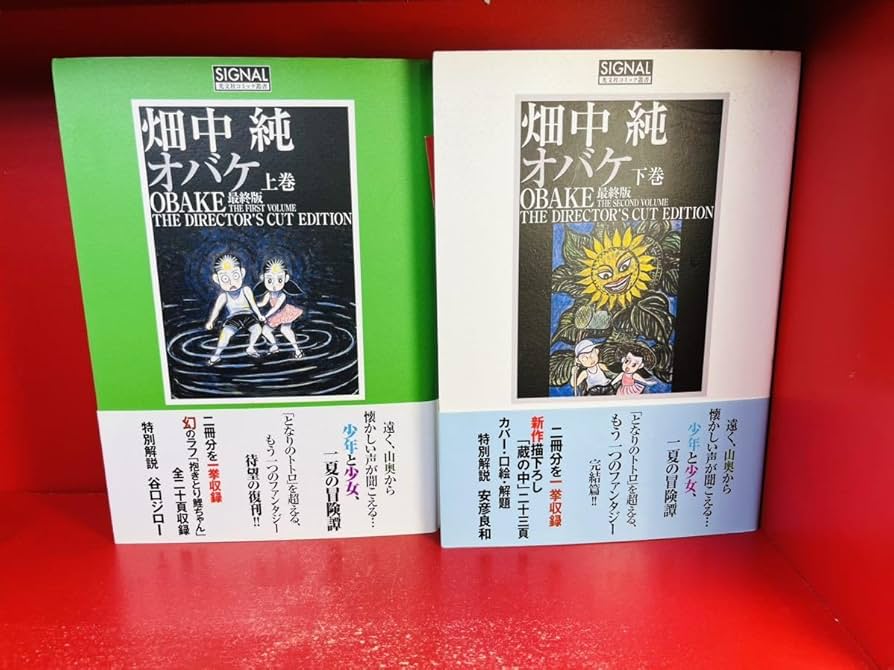 SIGNAL
光文社コミック叢書
畑中 純
オバケ 上巻
OBAKE 最終版
THE FIRST VOLUME
THE DIRECTOR'S CUT EDITION
遠く、山奥から
懐かしい声が聞こえる…
少年と少女、
一夏の冒険譚
「となりのトトロ」を超える、
もう一つのファンタジー
待望の復刊!!
二冊分を一挙収録
幻のラフ「抱きとり鯉ちゃん」
全二十頁収録
特別解説 谷口ジロー
SIGNAL
光文社コミック叢書
畑中 純
オバケ 下巻
OBAKE 最終版
THE SECOND VOLUME
THE DIRECTOR'S CUT EDITION
遠く、山奥から
懐かしい声が聞こえる…
少年と少女、
一夏の冒険譚
「となりのトトロ」を超える、
もう一つのファンタジー
完結篇!!
二冊分を一挙収録
新作描下ろし
「蔵の中」二十三頁
カバー・口絵・解題
特別解説 安彦良和